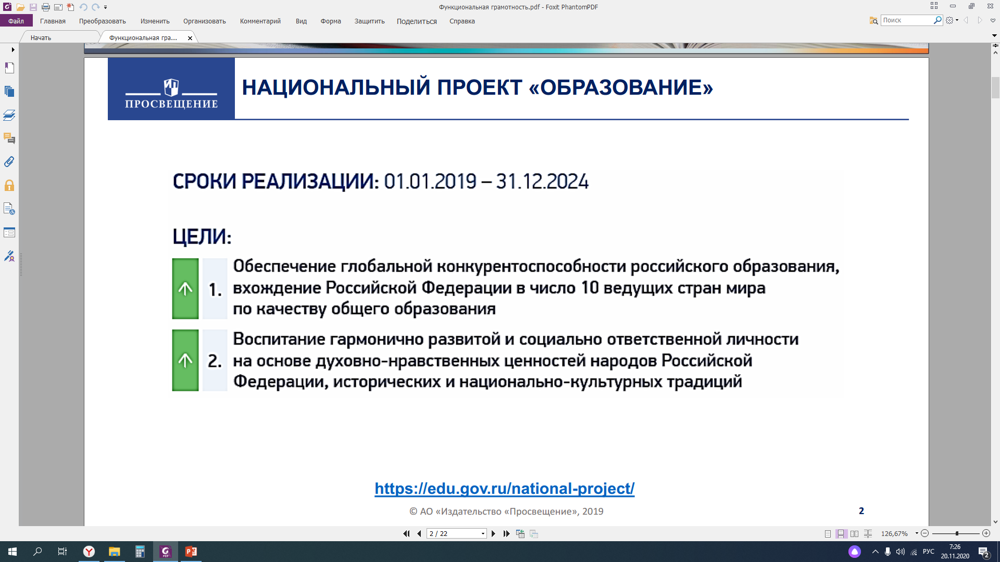 Функциональная грамотность.pdf - Foxit PhantomPDF
Файл Главная Преобразовать Изменить Организовать Комментарий Вид Форма Защитить Поделиться Справка
Поиск
Начать Функциональная гра...
ПРОСВЕЩЕНИЕ
НАЦИОНАЛЬНЫЙ ПРОЕКТ «ОБРАЗОВАНИЕ»
СРОКИ РЕАЛИЗАЦИИ: 01.01.2019 – 31.12.2024
ЦЕЛИ:
1. Обеспечение глобальной конкурентоспособности российского образования,
вхождение Российской Федерации в число 10 ведущих стран мира
по качеству общего образования
2. Воспитание гармонично развитой и социально ответственной личности
на основе духовно-нравственных ценностей народов Российской
Федерации, исторических и национально-культурных традиций
https://edu.gov.ru/national-project/
© АО «Издательство «Просвещение», 2019
2
2 / 22
126,67%
РУС
7:26
20.11.2020
2